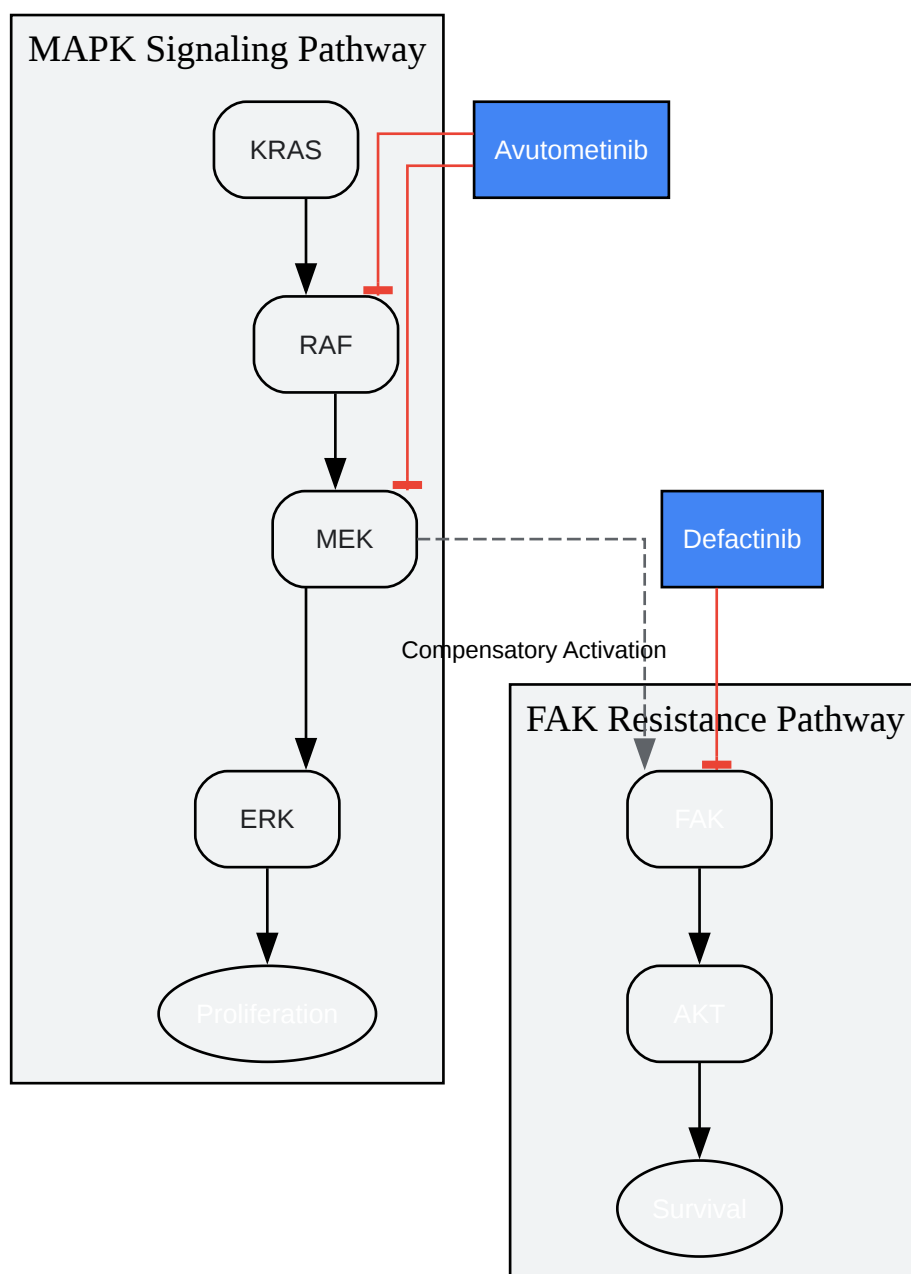 MAPK Signaling Pathway
KRAS
Avutometinib
RAF
MEK
Defactinib
Compensatory Activation
FAK Resistance Pathway
ERK
FAK
Proliferation
AKT
Survival